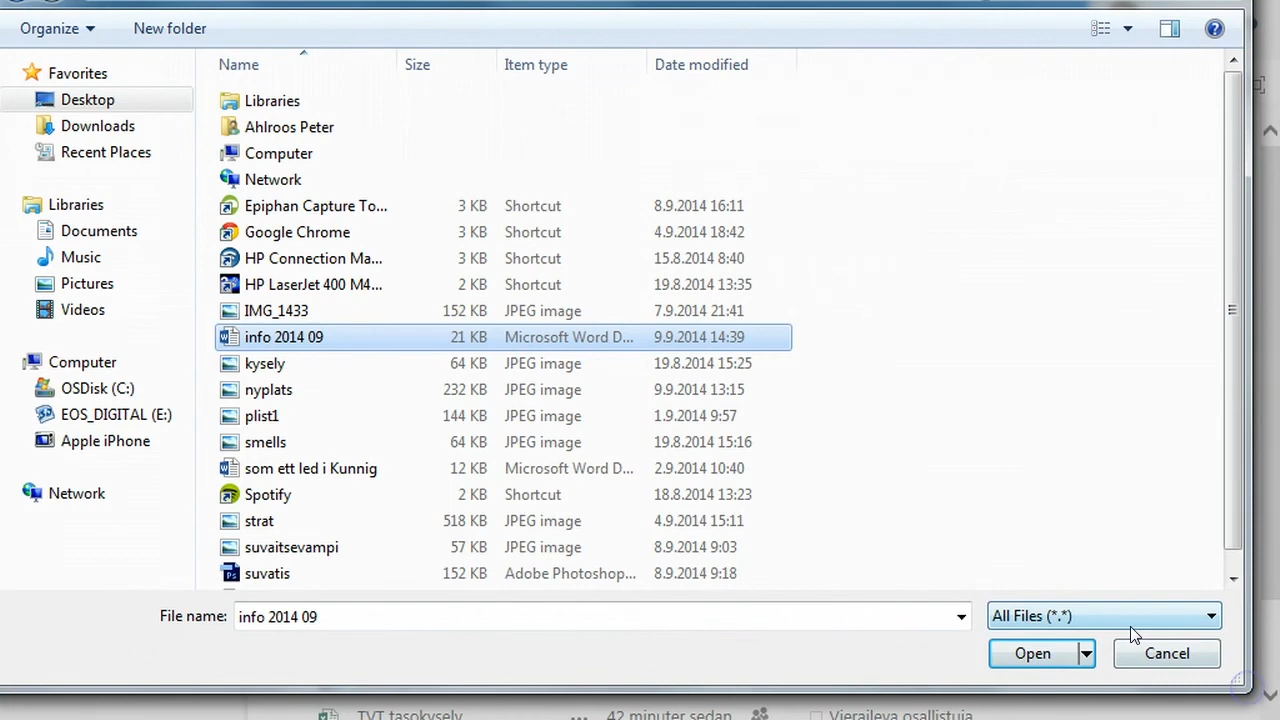 Organize New folder
Name Size Item type Date modified
Favorites
Desktop
Downloads
Recent Places
Libraries
Documents
Music
Pictures
Videos
Computer
OSDisk (C:)
EOS_DIGITAL (E:)
Apple iPhone
Network
Libraries
Ahlroos Peter
Computer
Network
Epiphan Capture To... 3 KB Shortcut 8.9.2014 16:11
Google Chrome 3 KB Shortcut 4.9.2014 18:42
HP Connection Ma... 3 KB Shortcut 15.8.2014 8:40
HP LaserJet 400 M4... 2 KB Shortcut 19.8.2014 13:35
IMG_1433 152 KB JPEG image 7.9.2014 21:41
info 2014 09 21 KB Microsoft Word D... 9.9.2014 14:39
kysely 64 KB JPEG image 19.8.2014 15:25
nyplats 232 KB JPEG image 9.9.2014 13:15
plist1 144 KB JPEG image 1.9.2014 9:57
smells 64 KB JPEG image 19.8.2014 15:16
som ett led i Kunnig 12 KB Microsoft Word D... 2.9.2014 10:40
Spotify 2 KB Shortcut 18.8.2014 13:23
strat 518 KB JPEG image 4.9.2014 15:11
suvaitsevampi 57 KB JPEG image 8.9.2014 9:03
suvatis 152 KB Adobe Photoshop... 8.9.2014 9:18
File name: info 2014 09 All Files (*.*)
Open Cancel
TVT tasokysely ... 42 minuter sedan Vieraileva osallistuja